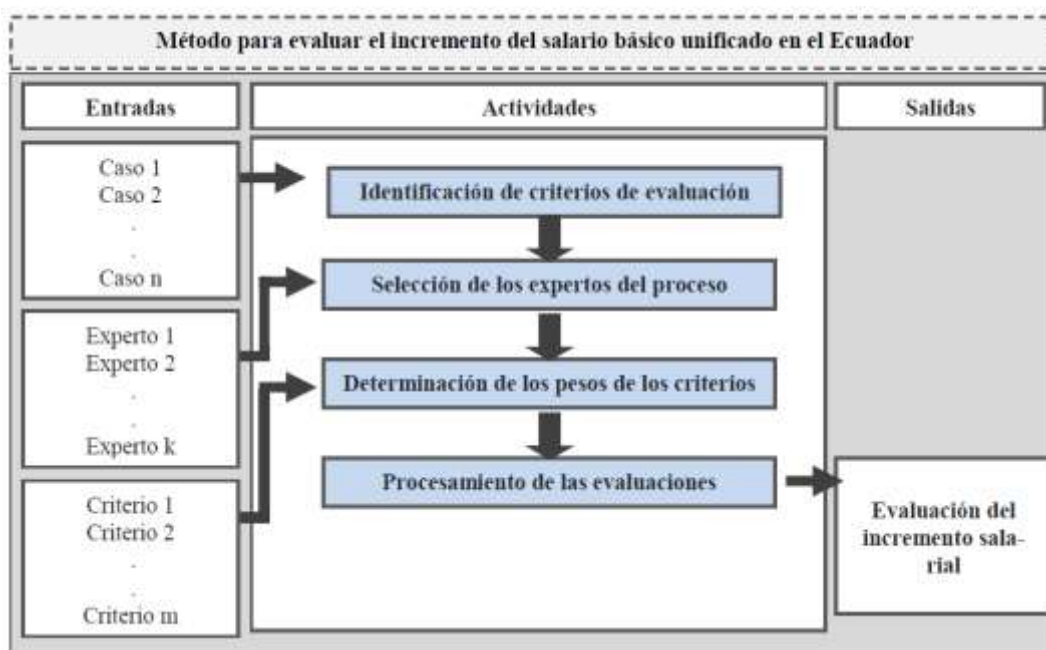 Método para evaluar el incremento del salario básico unificado en el Ecuador
Entradas
Actividades
Salidas
Caso 1
Caso 2
.
.
Caso n
Experto 1
Experto 2
.
.
Experto k
Criterio 1
Criterio 2
.
.
Criterio m
Identificación de criterios de evaluación
Selección de los expertos del proceso
Determinación de los pesos de los criterios
Procesamiento de las evaluaciones
Evaluación del
incremento sala-
rial